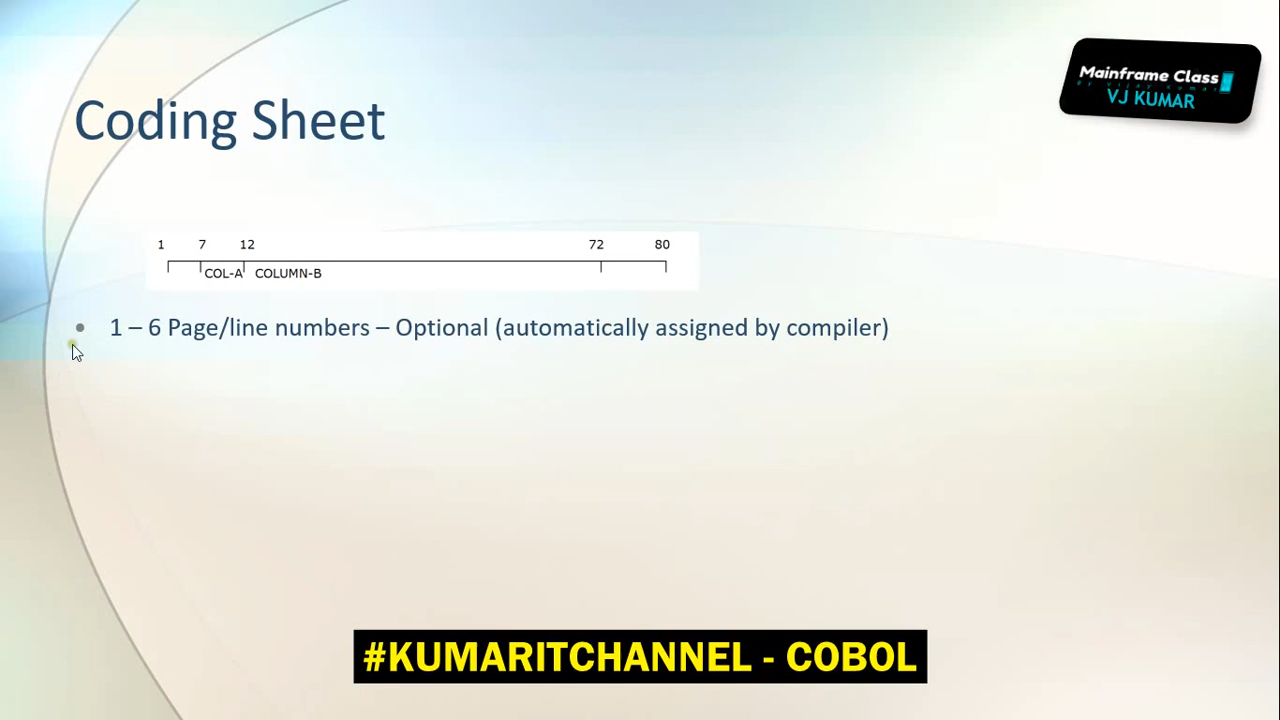 Mainframe Class
VJ KUMAR
Coding Sheet
1 7 12 72 80
COL-A COLUMN-B
1 – 6 Page/line numbers – Optional (automatically assigned by compiler)
#KUMARITCHANNEL - COBOL